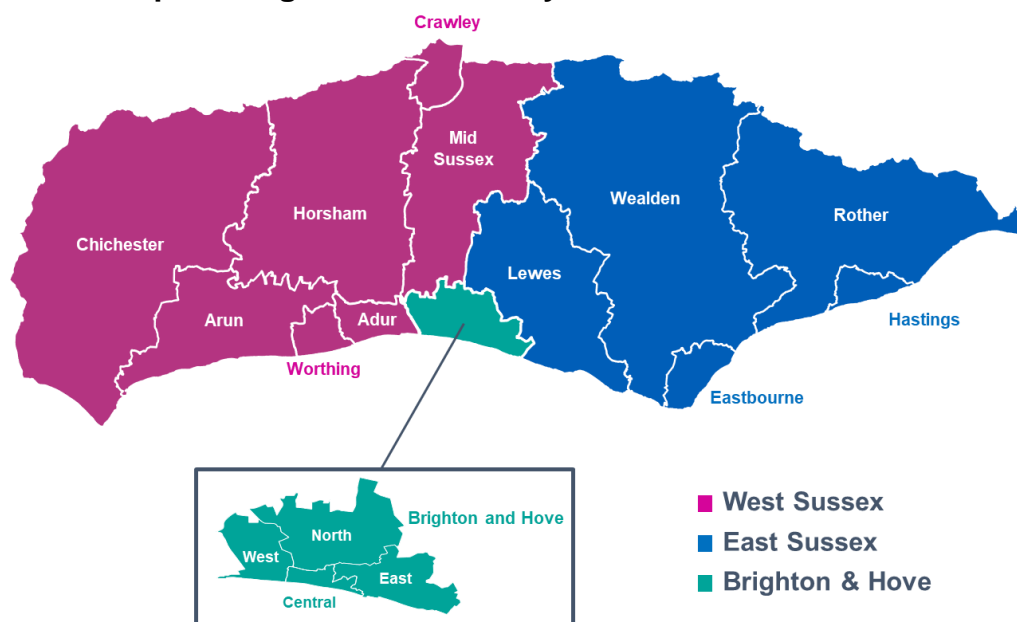 Crawley
Mid
Sussex
Wealden
Horsham
Rother
Chichester
Lewes
Arun
Adur
Hastings
Worthing
Eastbourne
West Sussex
East Sussex
Brighton & Hove
Brighton and Hove
North
West
East
Central